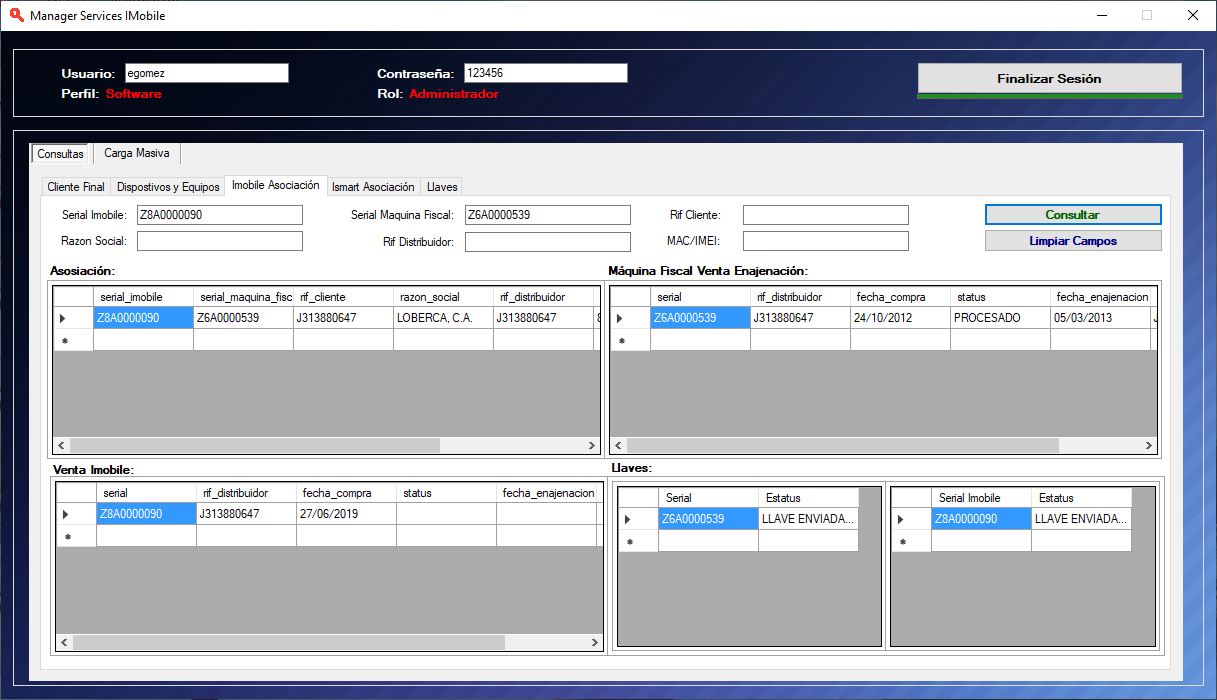 Manager Services IMobile
Usuario: egomez Contraseña: 123456 Finalizar Sesión
Perfil: Software Rol: Administrador
Consultas Carga Masiva
Cliente Final Dispostivos y Equipos Imobile Asociación Ismart Asociación Llaves
Serial Imobile: Z8A0000090 Serial Maquina Fiscal: Z6A0000539 Rif Cliente: Consultar
Razon Social: Rif Distribuidor: MAC/IMEI: Limpiar Campos
Asosiación: Máquina Fiscal Venta Enajenación:
serial_imobile serial_maquina_fisc rif_cliente razon_social rif_distribuidor
Z8A0000090 Z6A0000539 J313880647 LOBERCA, C.A. J313880647
serial rif_distribuidor fecha_compra status fecha_enajenacion
Z6A0000539 J313880647 24/10/2012 PROCESADO 05/03/2013
Venta Imobile: Llaves:
serial rif_distribuidor fecha_compra status fecha_enajenacion
Z8A0000090 J313880647 27/06/2019
Serial Estatus
Z6A0000539 LLAVE ENVIADA...
Serial Imobile Estatus
Z8A0000090 LLAVE ENVIADA...